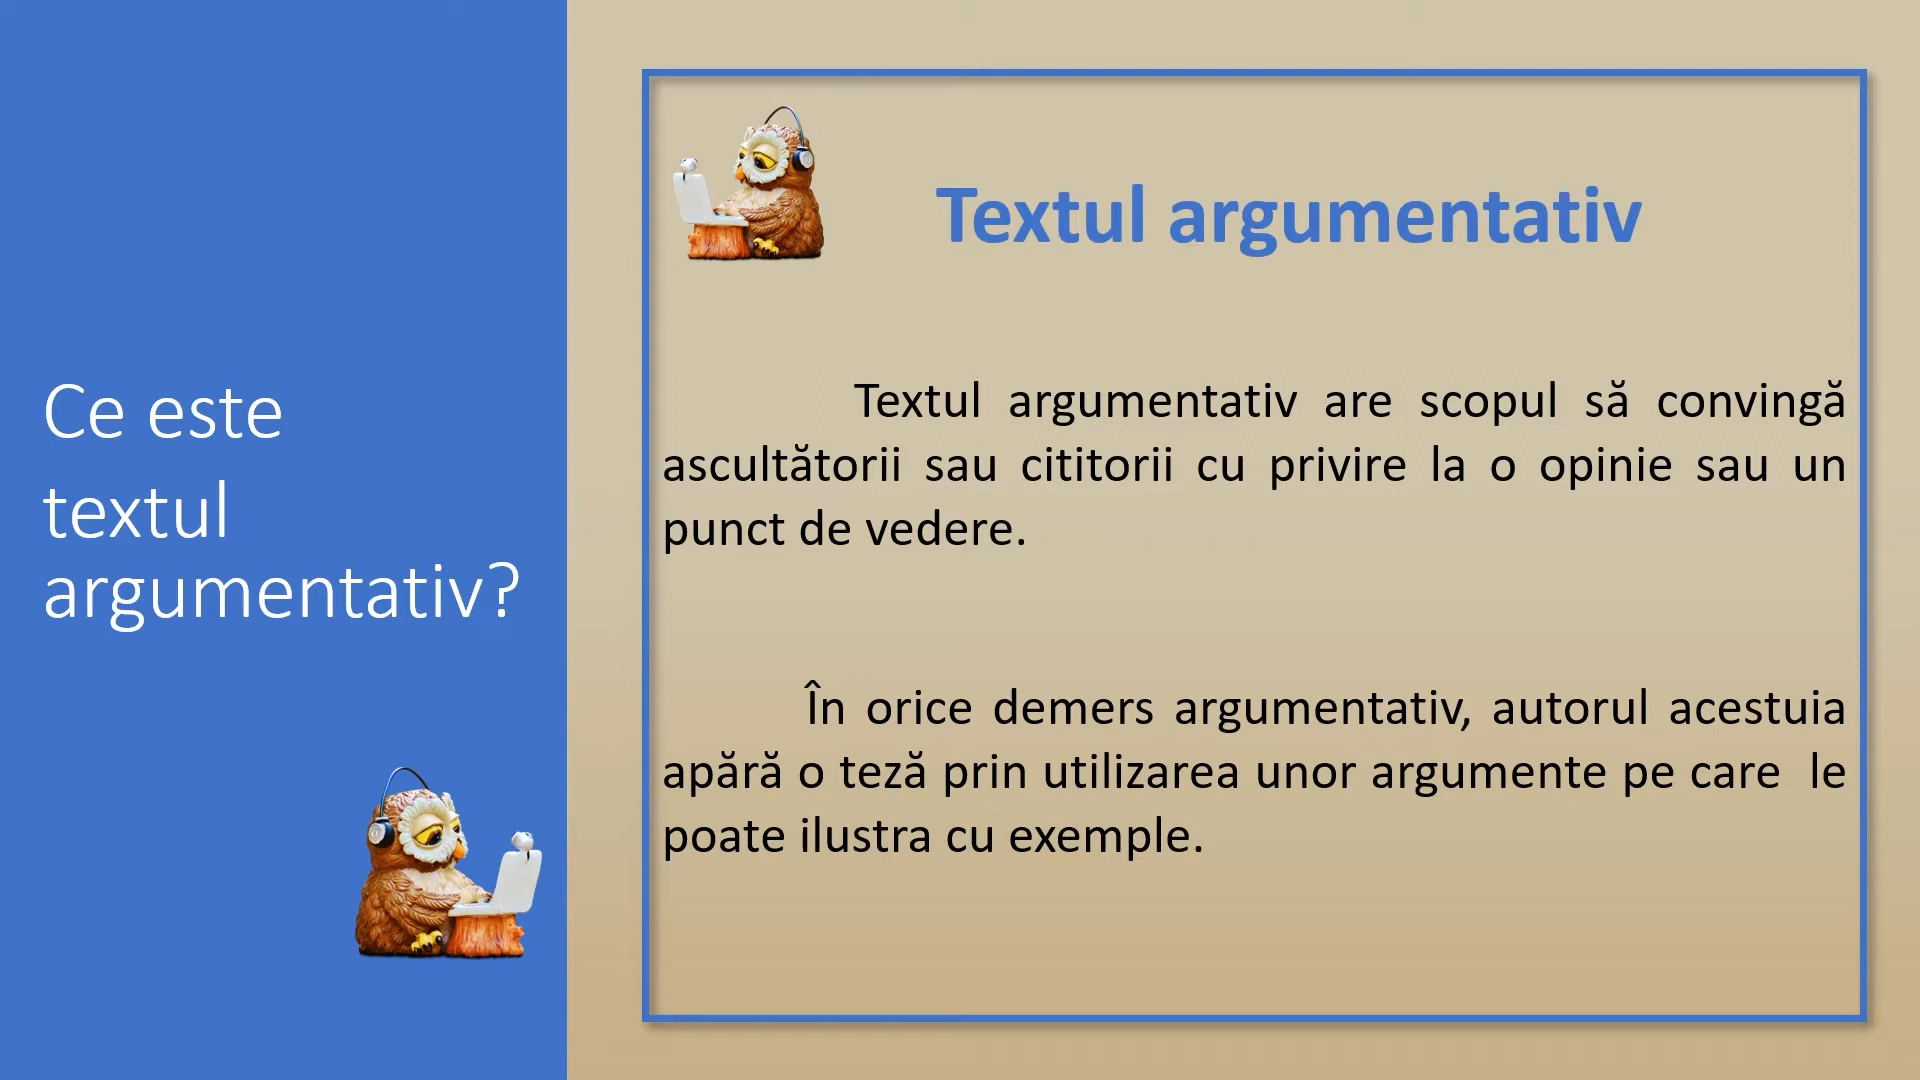 Ce este
textul
argumentativ?
Textul argumentativ
Textul argumentativ are scopul să convingă
ascultătorii sau cititorii cu privire la o opinie sau un
punct de vedere.
În orice demers argumentativ, autorul acestuia
apără o teză prin utilizarea unor argumente pe care le
poate ilustra cu exemple.